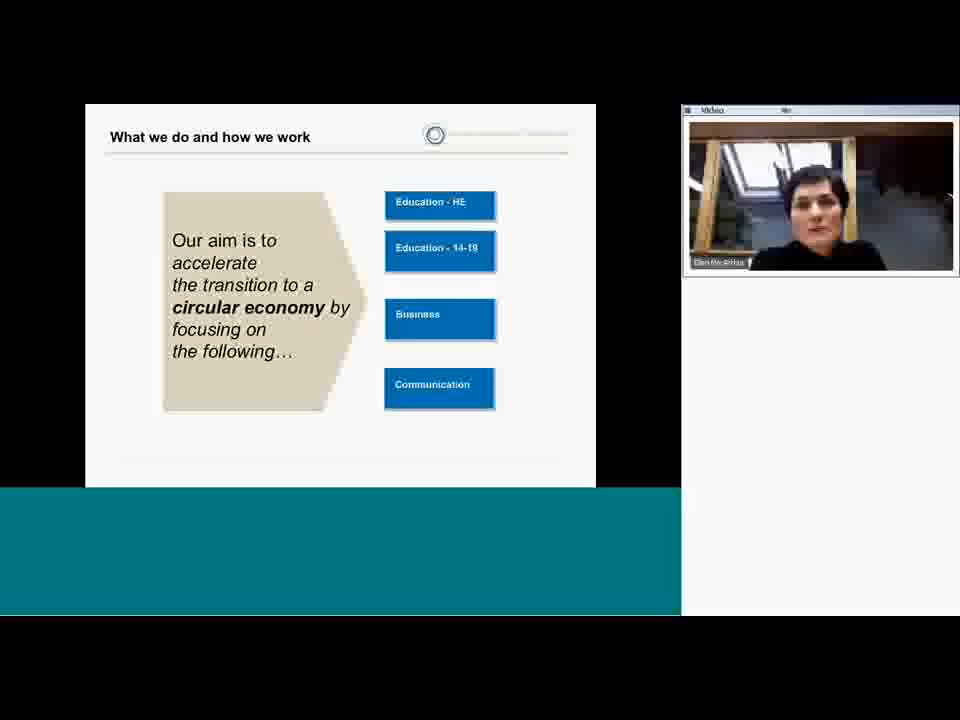 What we do and how we work
Our aim is to
accelerate
the transition to a
circular economy by
focusing on
the following…
Education - HE
Education - 14-19
Business
Communication